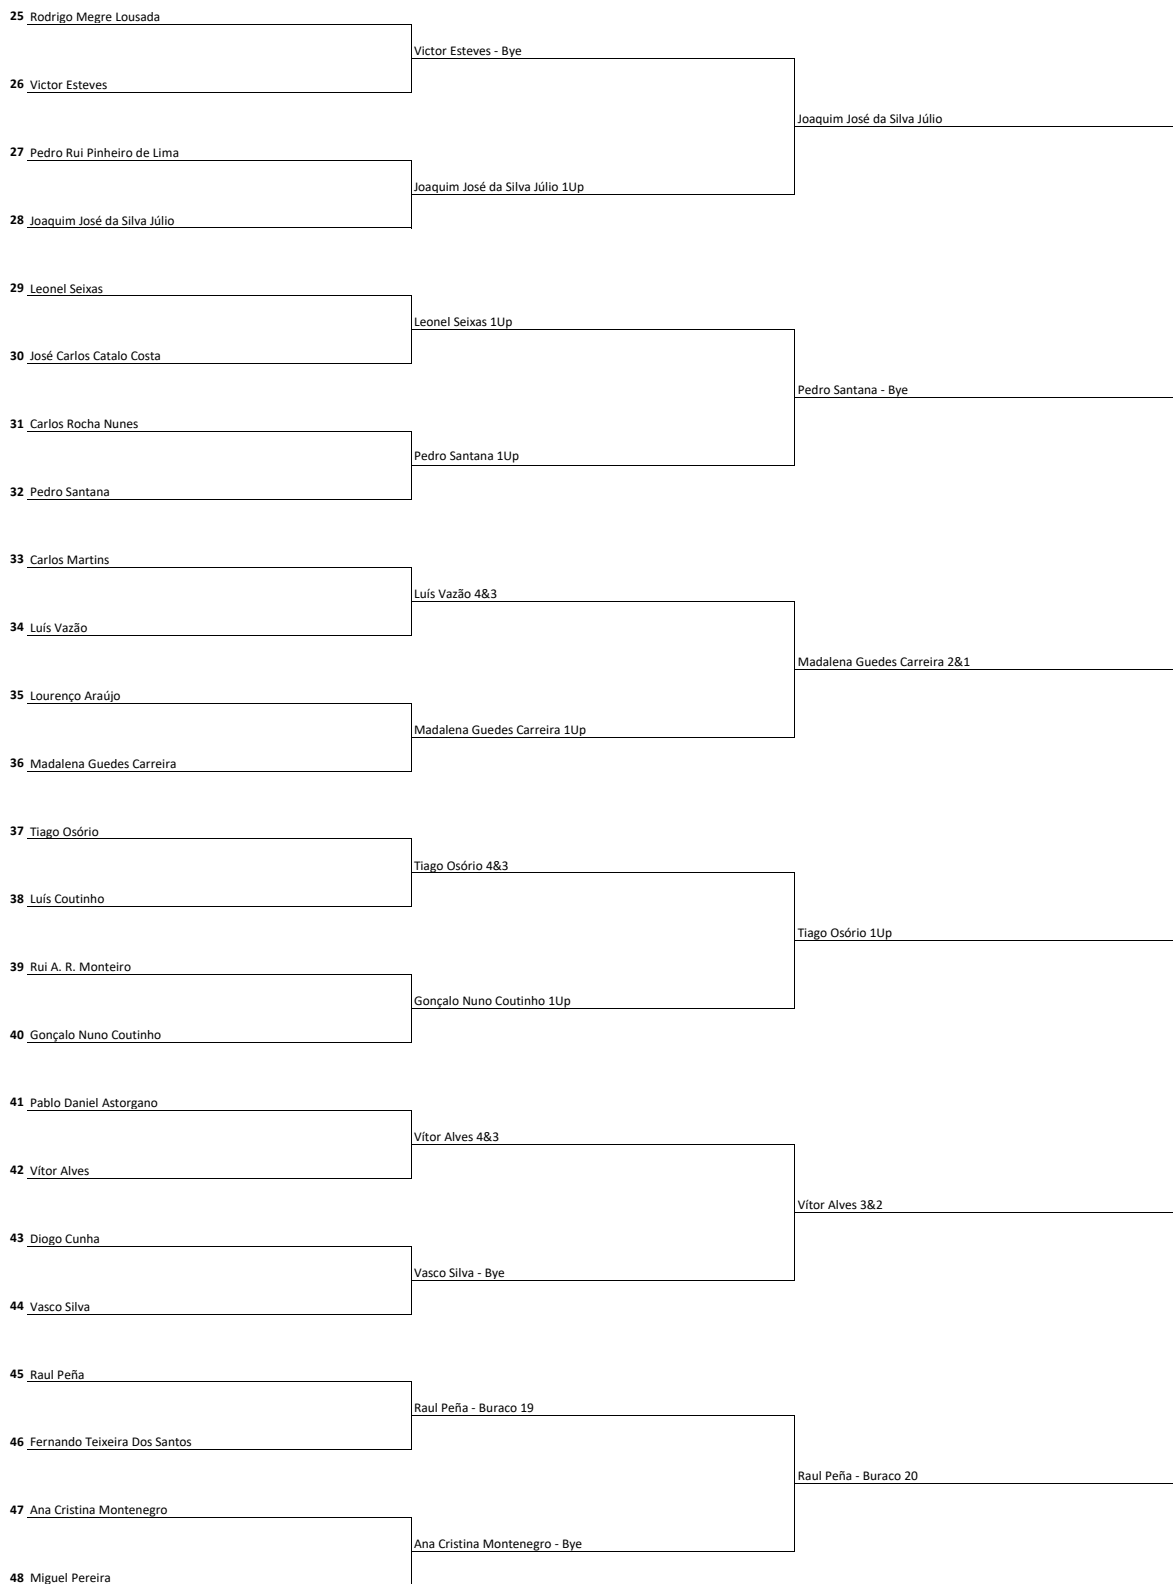 25 Rodrigo Megre Lousada
Victor Esteves - Bye
26 Victor Esteves
Joaquim José da Silva Júlio
27 Pedro Rui Pinheiro de Lima
Joaquim José da Silva Júlio 1Up
28 Joaquim José da Silva Júlio
29 Leonel Seixas
Leonel Seixas 1Up
30 José Carlos Catalo Costa
Pedro Santana - Bye
31 Carlos Rocha Nunes
Pedro Santana 1Up
32 Pedro Santana
33 Carlos Martins
Luís Vazão 4&3
34 Luís Vazão
Madalena Guedes Carreira 2&1
35 Lourenço Araújo
Madalena Guedes Carreira 1Up
36 Madalena Guedes Carreira
37 Tiago Osório
Tiago Osório 4&3
38 Luís Coutinho
Tiago Osório 1Up
39 Rui A. R. Monteiro
Gonçalo Nuno Coutinho 1Up
40 Gonçalo Nuno Coutinho
41 Pablo Daniel Astorgano
Vítor Alves 4&3
42 Vítor Alves
Vítor Alves 3&2
43 Diogo Cunha
Vasco Silva - Bye
44 Vasco Silva
45 Raul Peña
Raul Peña - Buraco 19
46 Fernando Teixeira Dos Santos
Raul Peña - Buraco 20
47 Ana Cristina Montenegro
Ana Cristina Montenegro - Bye
48 Miguel Pereira